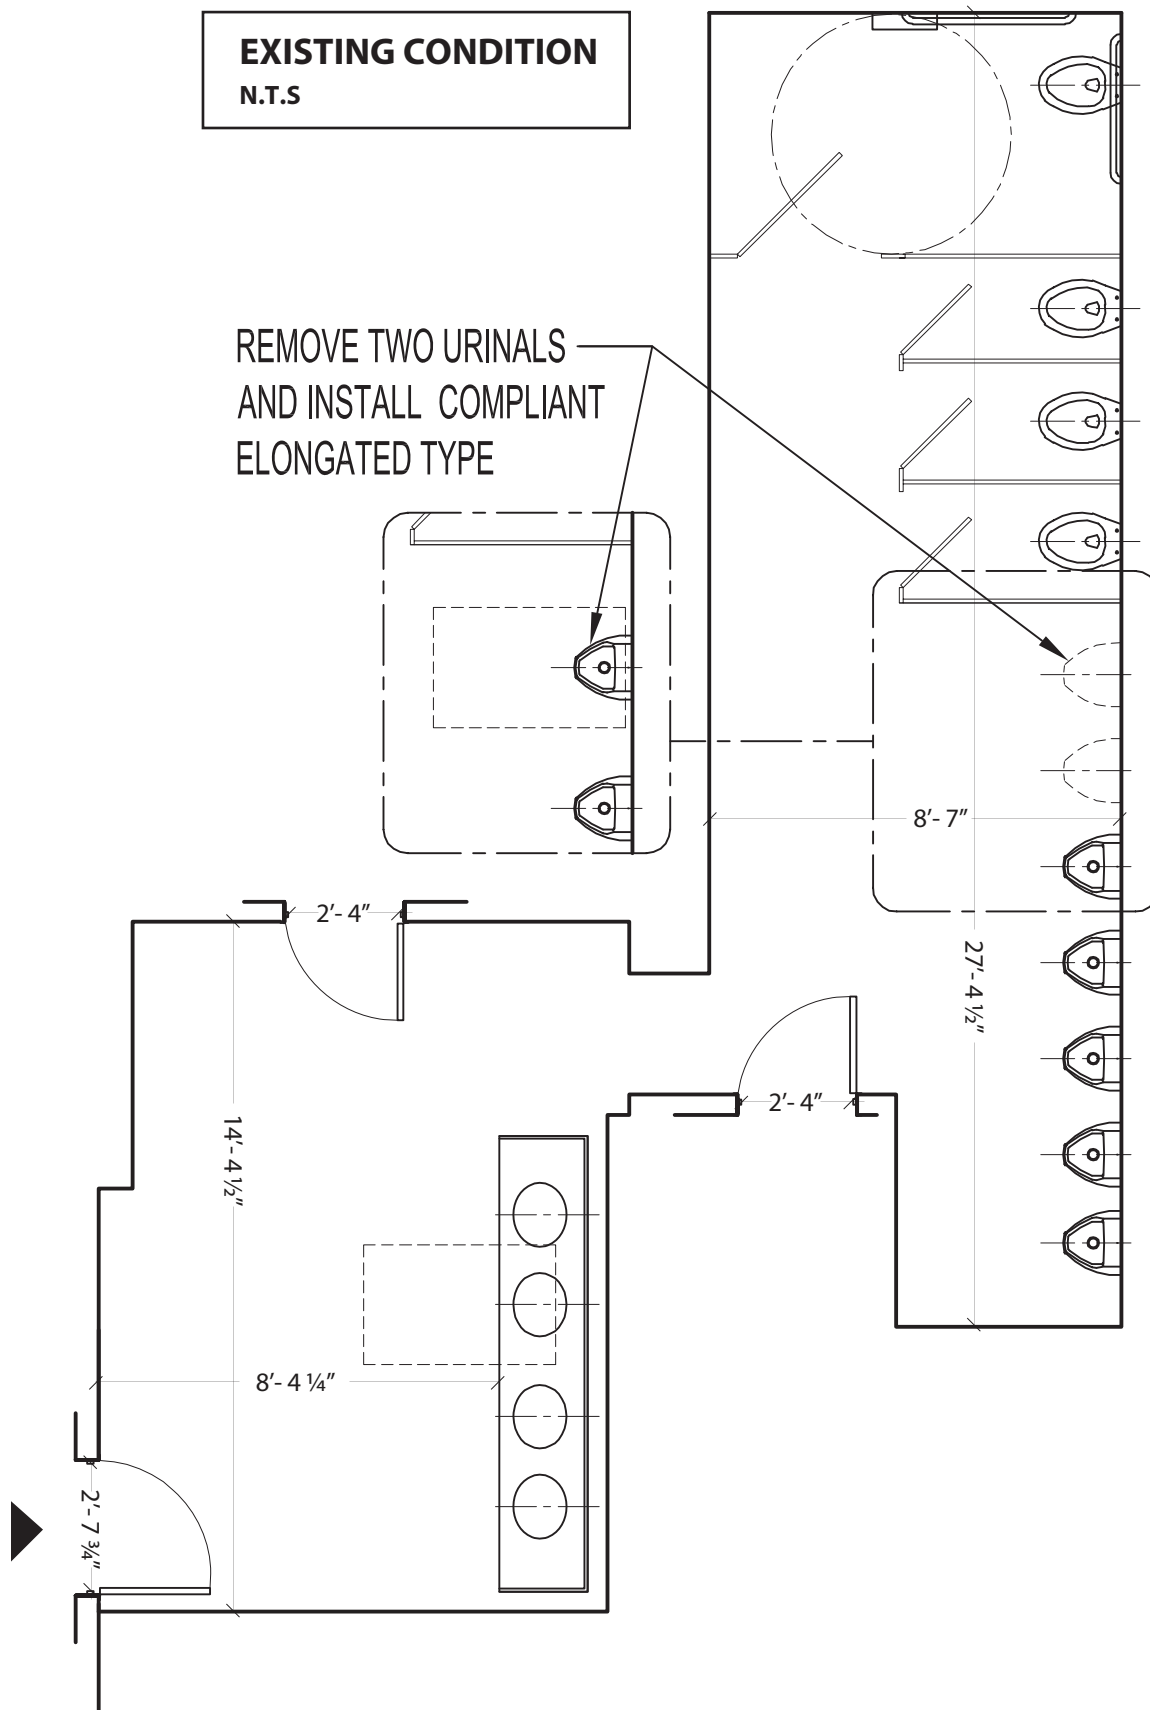 EXISTING CONDITION
N.T.S
REMOVE TWO URINALS
AND INSTALL COMPLIANT
ELONGATED TYPE
8’- 7”
2’- 4”
27’- 4 ½”
2’- 4”
14’- 4 ½”
8’- 4 ¼”
2’- 7 ¾”